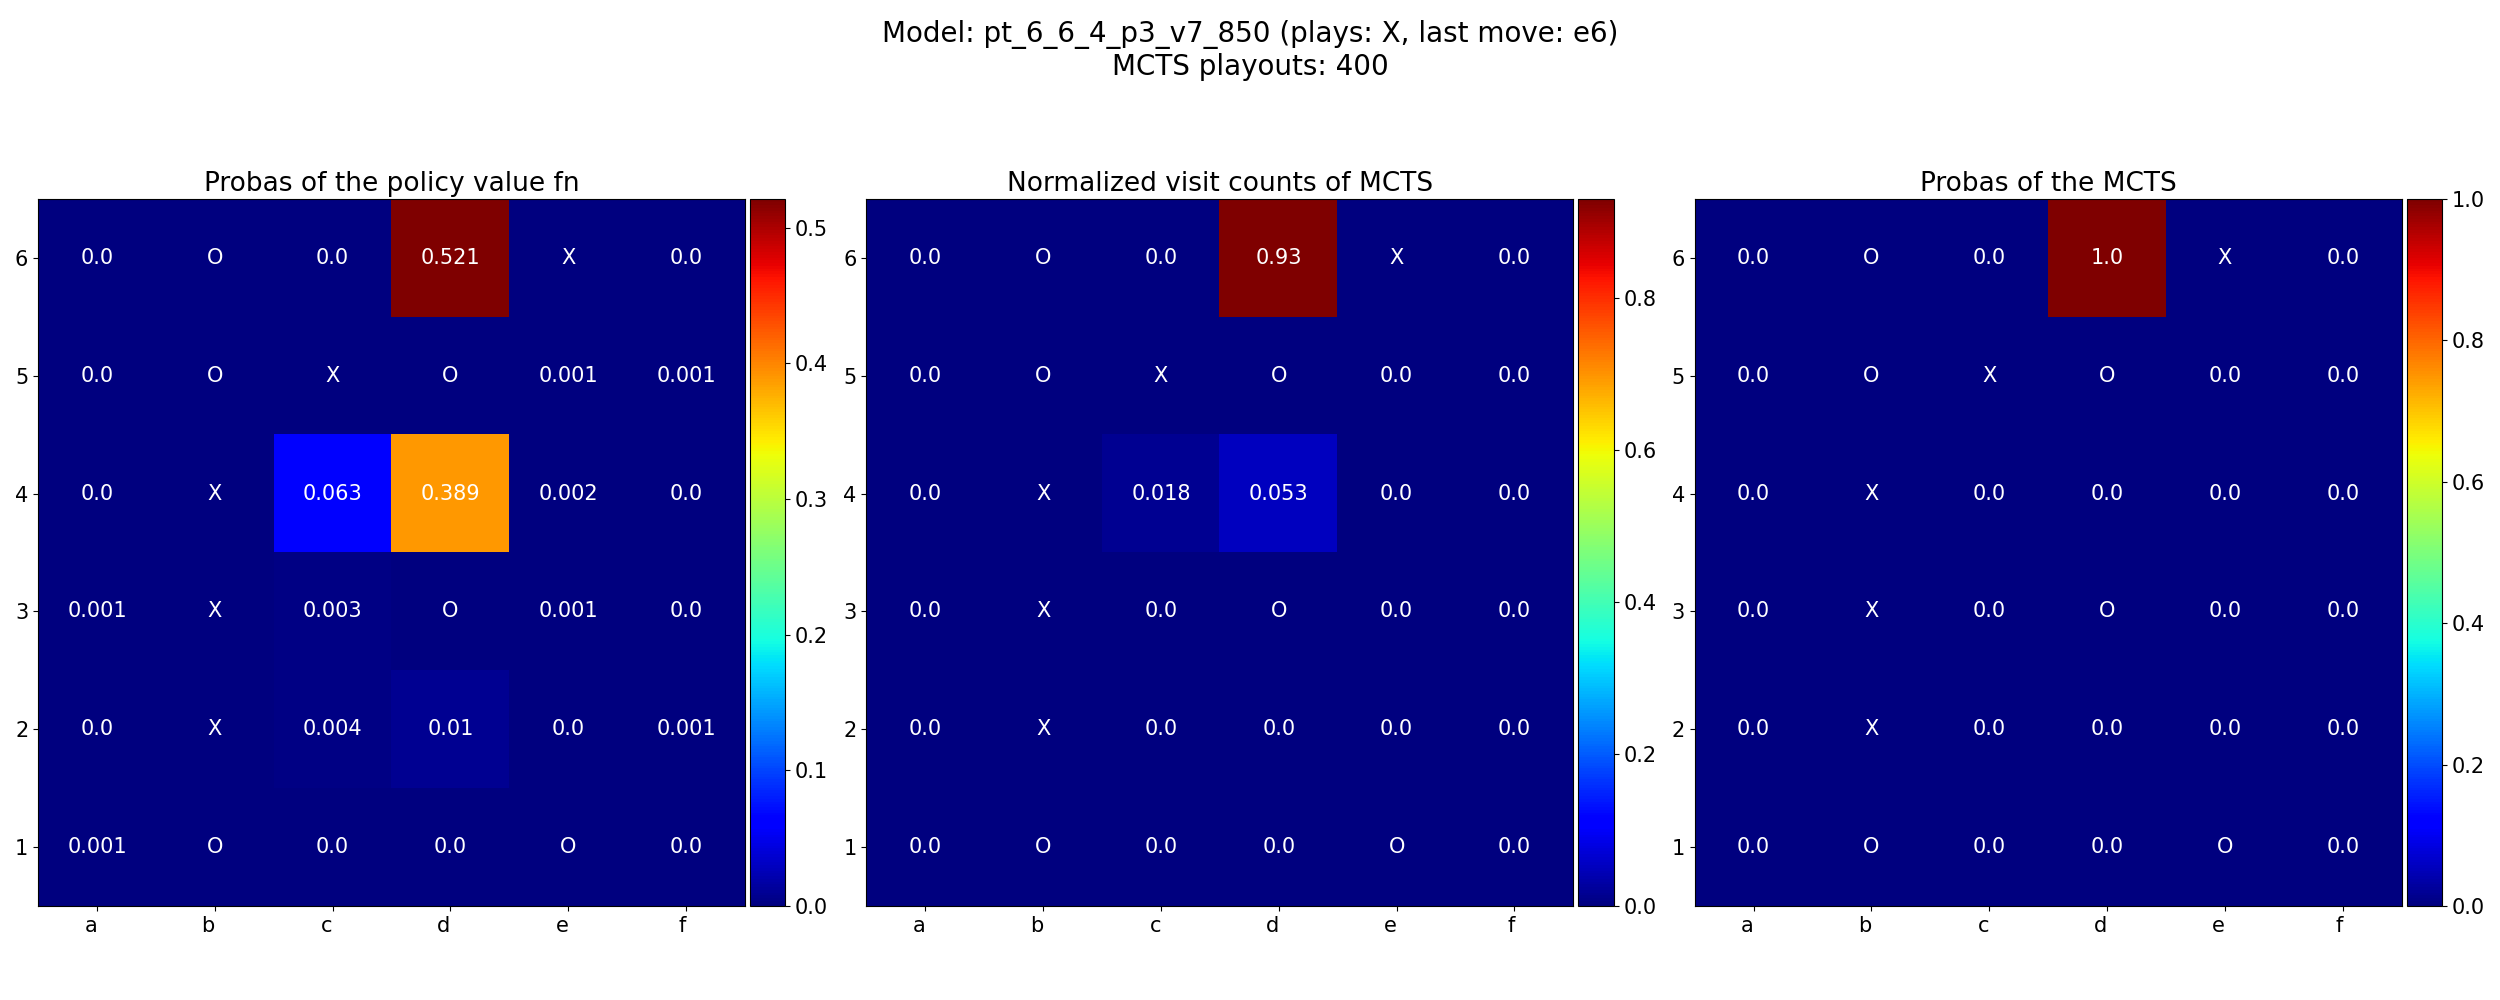 Model: pt_6_6_4_p3_v7_850 (plays: X, last move: e6)
MCTS playouts: 400
Probas of the policy value fn
6 0.0 O 0.0 0.521 X 0.0
5 0.0 O X O 0.001 0.001
4 0.0 X 0.063 0.389 0.002 0.0
3 0.001 X 0.003 O 0.001 0.0
2 0.0 X 0.004 0.01 0.0 0.001
1 0.001 O 0.0 0.0 O 0.0
a b c d e f
0.5
0.4
0.3
0.2
0.1
0.0
Normalized visit counts of MCTS
6 0.0 O 0.0 0.93 X 0.0
5 0.0 O X O 0.0 0.0
4 0.0 X 0.018 0.053 0.0 0.0
3 0.0 X 0.0 O 0.0 0.0
2 0.0 X 0.0 0.0 0.0 0.0
1 0.0 O 0.0 0.0 O 0.0
a b c d e f
0.8
0.6
0.4
0.2
0.0
Probas of the MCTS
6 0.0 O 0.0 1.0 X 0.0
5 0.0 O X O 0.0 0.0
4 0.0 X 0.0 0.0 0.0 0.0
3 0.0 X 0.0 O 0.0 0.0
2 0.0 X 0.0 0.0 0.0 0.0
1 0.0 O 0.0 0.0 O 0.0
a b c d e f
1.0
0.8
0.6
0.4
0.2
0.0